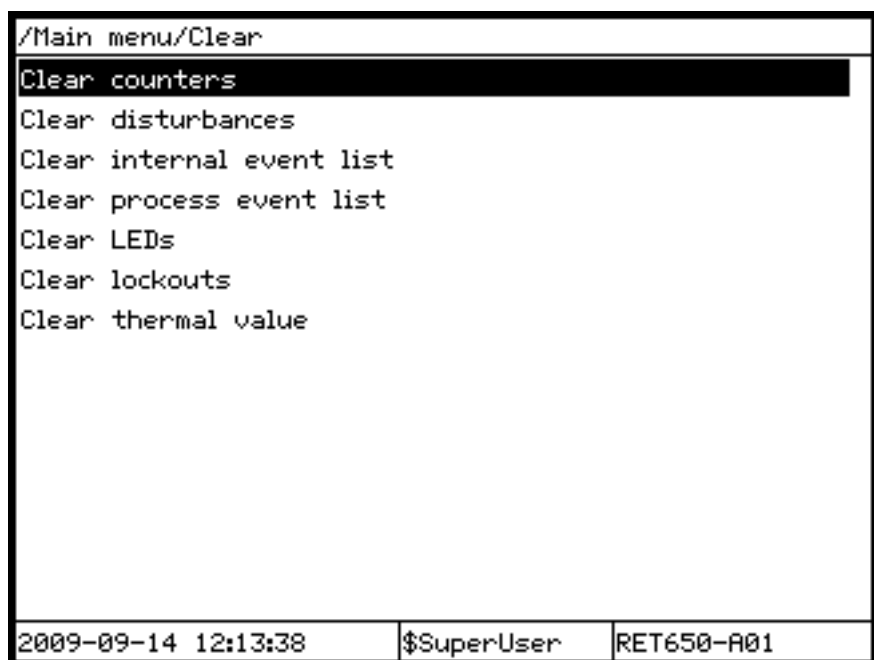 /Main menu/Clear
Clear counters
Clear disturbances
Clear internal event list
Clear process event list
Clear LEDs
Clear lockouts
Clear thermal value
2009-09-14 12:13:38 $SuperUser RET650-A01